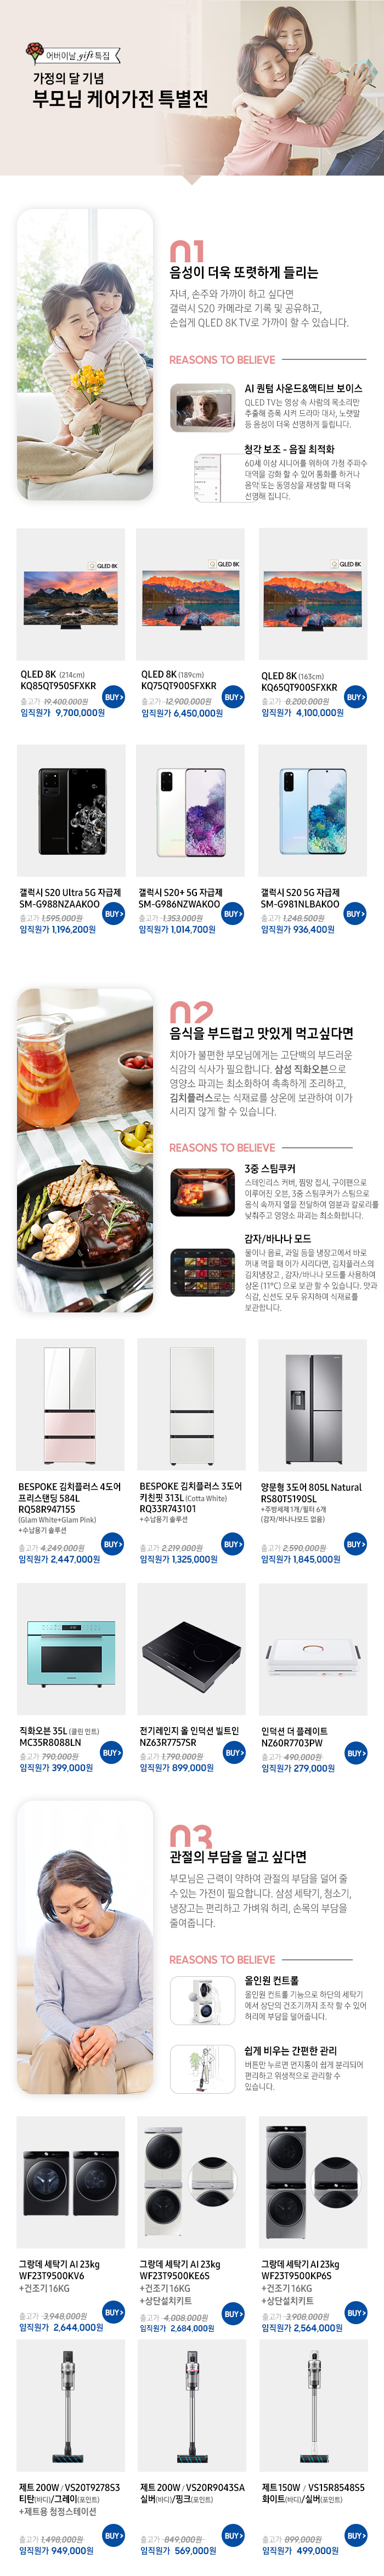 어버이날 gift 특집
가정의 달 기념
부모님 케어가전 특별전
01
음성이 더욱 또렷하게 들리는
자녀, 손주와 가까이 하고 싶다면
갤럭시 S20 카메라로 기록 및 공유하고,
손쉽게 QLED 8K TV로 가까이 할 수 있습니다.
REASONS TO BELIEVE
AI 퀀텀 사운드&액티브 보이스
QLED TV는 영상 속 사람의 목소리만
추출해 증폭 시켜 드라마 대사, 노랫말
등 음성이 더욱 선명하게 들립니다.
청각 보조 - 음질 최적화
60세 이상 시니어를 위하여 가청 주파수
대역을 강화 할 수 있어 통화를 하거나
음악 또는 동영상을 재생할 때 더욱
선명해 집니다.
QLED 8K
QLED 8K
QLED 8K
QLED 8K (214cm)
KQ85QT950SFXKR
출고가 19,400,000원
임직원가 9,700,000원
BUY >
QLED 8K (189cm)
KQ75QT900SFXKR
출고가 12,900,000원
임직원가 6,450,000원
BUY >
QLED 8K (163cm)
KQ65QT900SFXKR
출고가 8,200,000원
임직원가 4,100,000원
BUY >
갤럭시 S20 Ultra 5G 자급제
SM-G988NZAAKOO
출고가 1,595,000원
임직원가 1,196,200원
BUY >
갤럭시 S20+ 5G 자급제
SM-G986NZWAKOO
출고가 1,353,000원
임직원가 1,014,700원
BUY >
갤럭시 S20 5G 자급제
SM-G981NLBAKOO
출고가 1,248,500원
임직원가 936,400원
BUY >
02
음식을 부드럽고 맛있게 먹고싶다면
치아가 불편한 부모님에게는 고단백의 부드러운
식감의 식사가 필요합니다. 삼성 직화오븐으로
영양소 파괴는 최소화하여 촉촉하게 조리하고,
김치플러스로는 식재료를 상온에 보관하여 이가
시리지 않게 할 수 있습니다.
REASONS TO BELIEVE
3중 스팀쿠커
스테인리스 커버, 찜망 접시, 구이팬으로
이루어진 오븐, 3중 스팀쿠커가 스팀으로
음식 속까지 열을 전달하여 염분과 칼로리를
낮춰주고 영양소 파괴는 최소화합니다.
감자/바나나 모드
물이나 음료, 과일 등을 냉장고에서 바로
꺼내 먹을 때 이가 시리다면, 김치플러스의
김치냉장고, 감자/바나나 모드를 사용하여
상온 (11℃) 으로 보관 할 수 있습니다. 맛과
식감, 신선도 모두 유지하며 식재료를
보관합니다.
BESPOKE 김치플러스 4도어
프리스탠딩 584L
RQ58R947155
(Glam White+Glam Pink)
+수납용기 솔루션
출고가 4,249,000원
임직원가 2,447,000원
BUY >
BESPOKE 김치플러스 3도어
키친핏 313L (Cotta White)
RQ33R743101
+수납용기 솔루션
출고가 2,219,000원
임직원가 1,325,000원
BUY >
양문형 3도어 805L Natural
RS80T5190SL
+주방세제 1개/필터 6개
(감자/바나나모드 없음)
출고가 2,590,000원
임직원가 1,845,000원
BUY >
직화오븐 35L (클린 민트)
MC35R8088LN
출고가 790,000원
임직원가 399,000원
BUY >
전기레인지 올 인덕션 빌트인
NZ63R7757SR
출고가 1,790,000원
임직원가 899,000원
BUY >
인덕션 더 플레이트
NZ60R7703PW
출고가 490,000원
임직원가 279,000원
BUY >
03
관절의 부담을 덜고 싶다면
부모님은 근력이 약하여 관절의 부담을 덜어 줄
수 있는 가전이 필요합니다. 삼성 세탁기, 청소기,
냉장고는 편리하고 가벼워 허리, 손목의 부담을
줄여줍니다.
REASONS TO BELIEVE
올인원 컨트롤
올인원 컨트롤 기능으로 하단의 세탁기
에서 상단의 건조기까지 조작 할 수 있어
허리에 부담을 덜어줍니다.
쉽게 비우는 간편한 관리
버튼만 누르면 먼지통이 쉽게 분리되어
편리하고 위생적으로 관리할 수
있습니다.
그랑데 세탁기 AI 23kg
WF23T9500KV6
+건조기 16KG
출고가 3,948,000원
임직원가 2,644,000원
BUY >
그랑데 세탁기 AI 23kg
WF23T9500KE6S
+건조기 16KG
+상단설치키트
출고가 4,008,000원
임직원가 2,684,000원
BUY >
그랑데 세탁기 AI 23kg
WF23T9500KP6S
+건조기 16KG
+상단설치키트
출고가 3,908,000원
임직원가 2,564,000원
BUY >
제트 200W / VS20T9278S3
티탄(바디)/그레이(포인트)
+제트용 청정스테이션
출고가 1,498,000원
임직원가 949,000원
BUY >
제트 200W / VS20R9043SA
실버(바디)/핑크(포인트)
출고가 849,000원
임직원가 569,000원
BUY >
제트 150W / VS15R8548S5
화이트(바디)/실버(포인트)
출고가 899,000원
임직원가 499,000원
BUY >